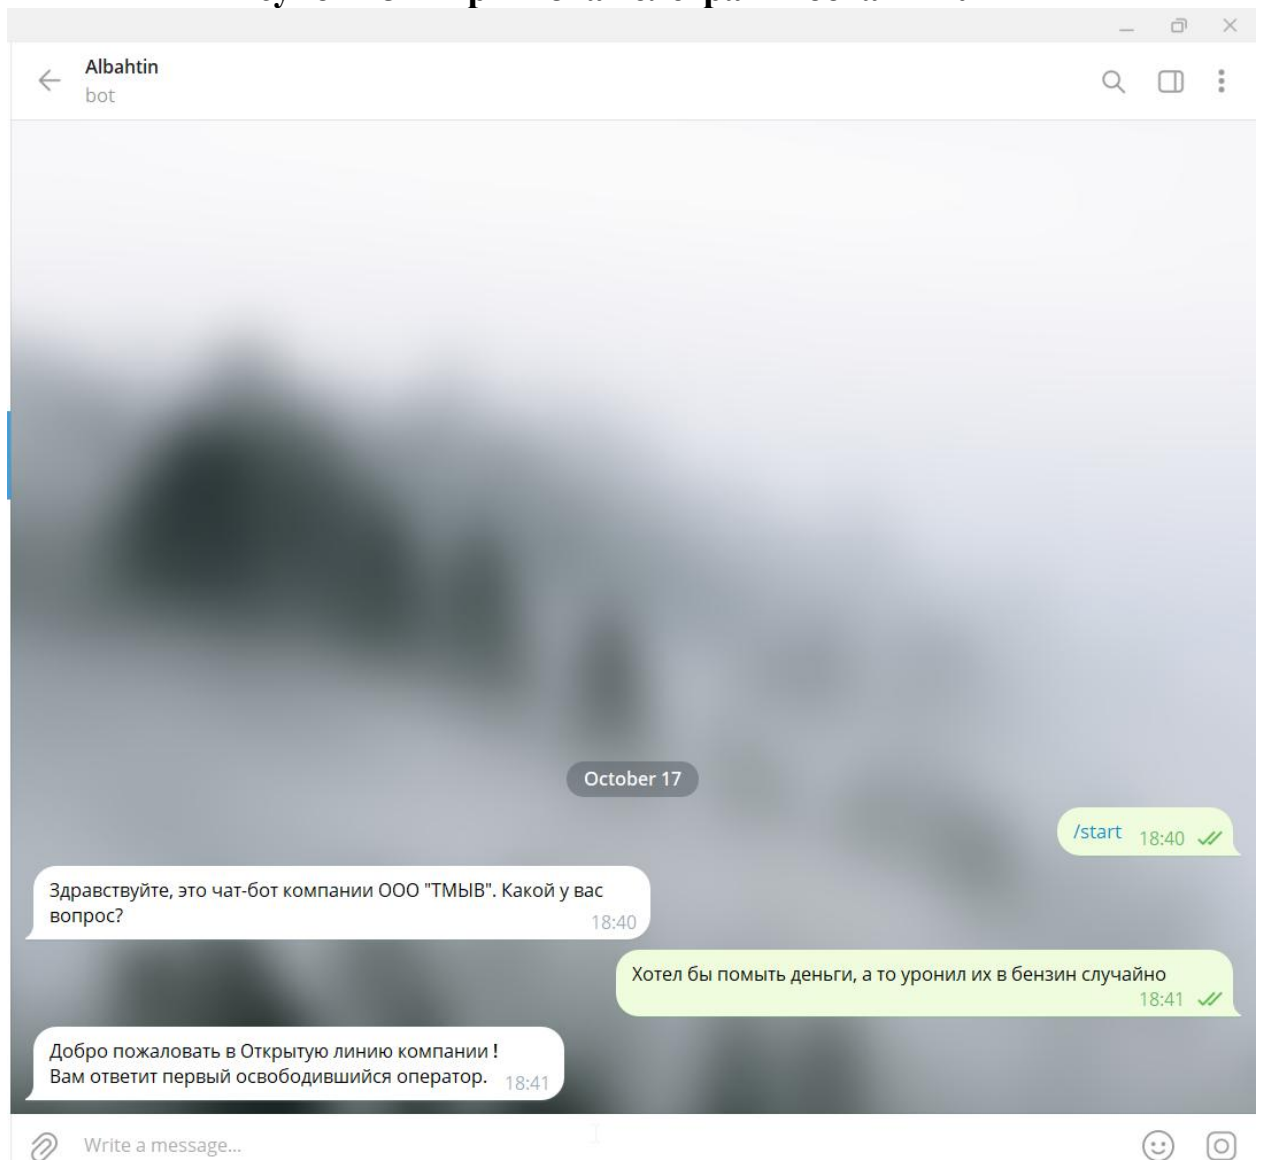 Albahtin
bot
October 17
/start 18:40
Здравствуйте, это чат-бот компании ООО "ТМЫВ". Какой у вас
вопрос? 18:40
Хотел бы помыть деньги, а то уронил их в бензин случайно
18:41
Добро пожаловать в Открытую линию компании !
Вам ответит первый освободившийся оператор. 18:41
Write a message...